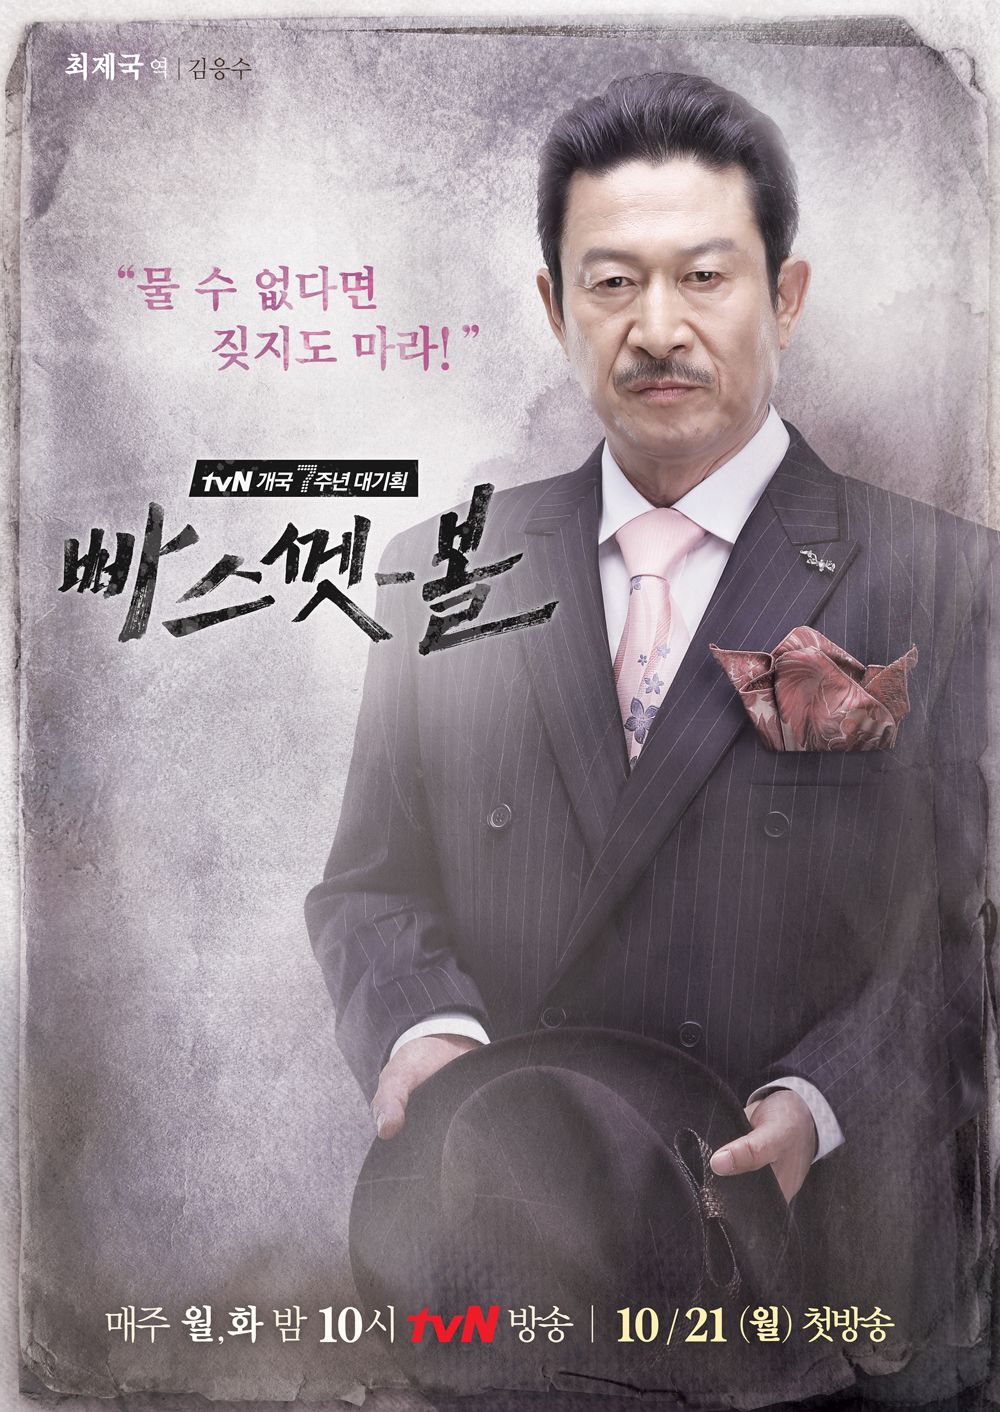 최제국 역 | 김응수
“물 수 없다면
짖지도 마라!”
tvN 개국 7주년 대기획
빠스껫-볼
매주 월,화 밤 10시 tvN 방송 | 10/21 (월) 첫방송